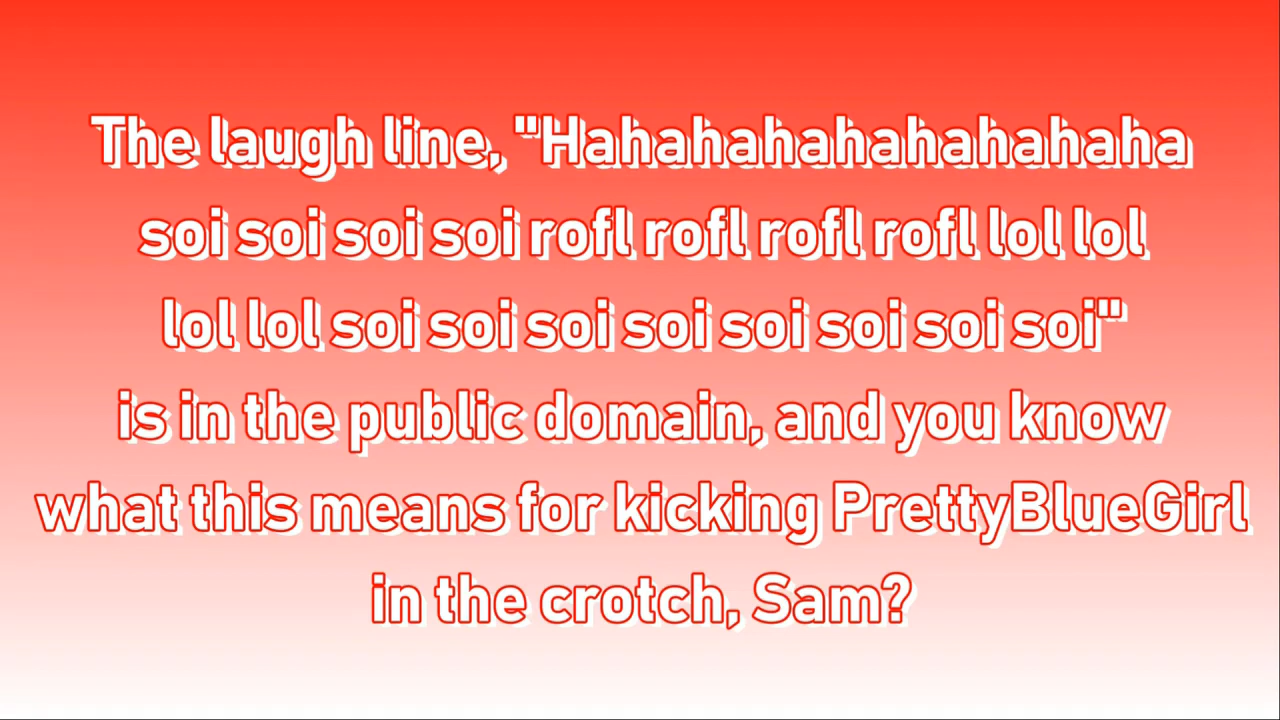 The laugh line, "Hahahahahahahahahaha
soi soi soi soi rofl rofl rofl rofl lol lol
lol lol soi soi soi soi soi soi soi soi"
is in the public domain, and you know
what this means for kicking PrettyBlueGirl
in the crotch, Sam?